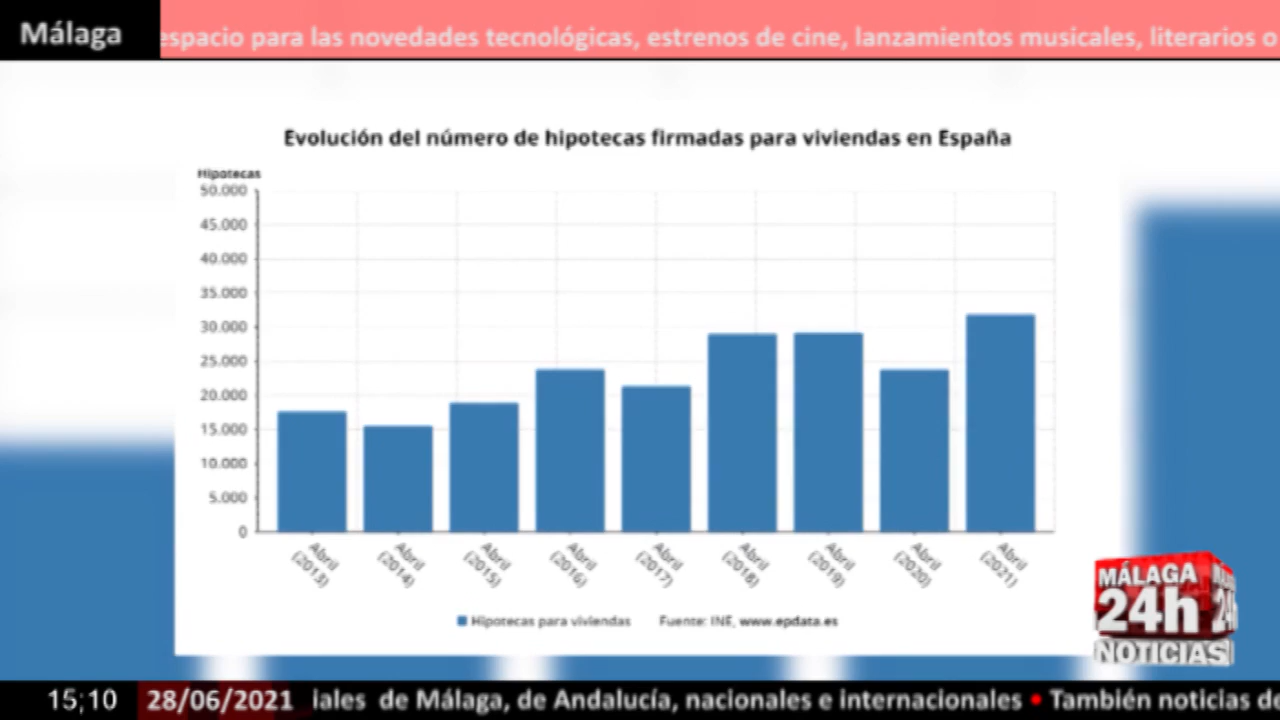 Málaga
espacio para las novedades tecnológicas, estrenos de cine, lanzamientos musicales, literarios o
Evolución del número de hipotecas firmadas para viviendas en España
Hipotecas
50.000
45.000
40.000
35.000
30.000
25.000
20.000
15.000
10.000
5.000
0
Abril (2013)
Abril (2014)
Abril (2015)
Abril (2016)
Abril (2017)
Abril (2018)
Abril (2019)
Abril (2020)
Abril (2021)
Hipotecas para viviendas Fuente: INE, www.epdata.es
MÁLAGA
24h
NOTICIAS
15:10 28/06/2021 iales de Málaga, de Andalucía, nacionales e internacionales • También noticias de